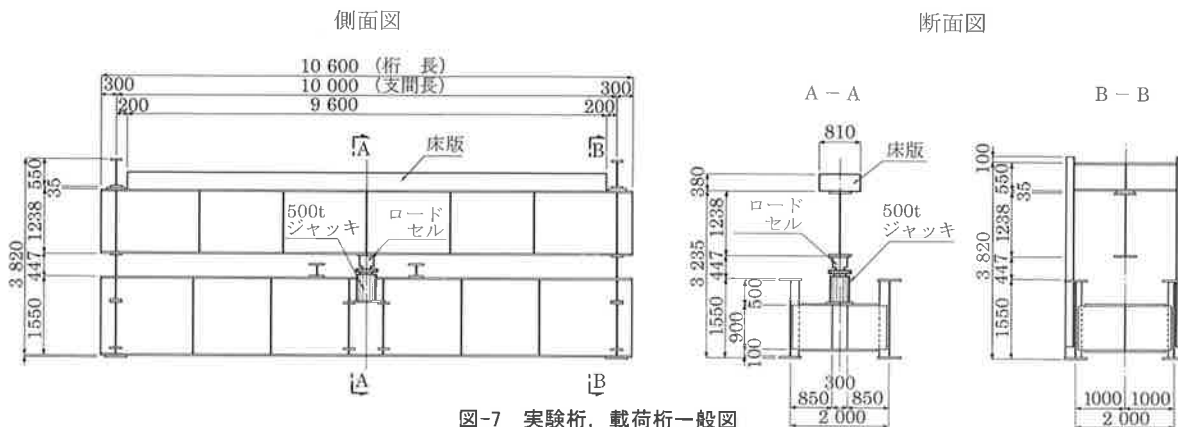 側面図
断面図
10 600 (桁 長)
300
10 000 (支間長)
300
200
9 600
200
A
床版
B
550
35
1238
447
1550
3 820
500t
ジャッキ
ロード
セル
A
B
A－A
810
床版
380
1238
235
447
1550
3 820
ロード
セル
500t
ジャッキ
500
900
100
300
850
850
2 000
B－B
100
550
35
1238
447
1550
3 820
1000
1000
2 000
図-7 実験桁，載荷桁一般図